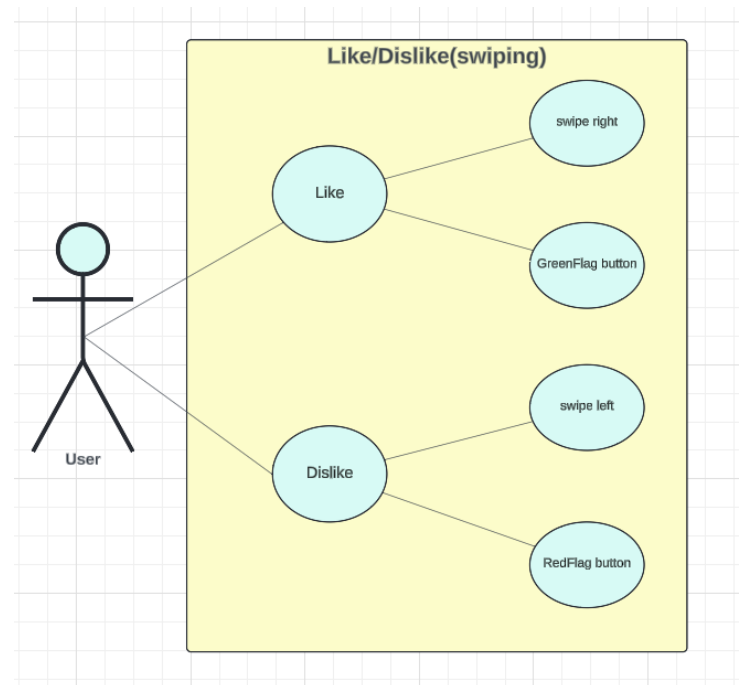 Like/Dislike(swiping)
swipe right
Like
GreenFlag button
swipe left
User
Dislike
RedFlag button